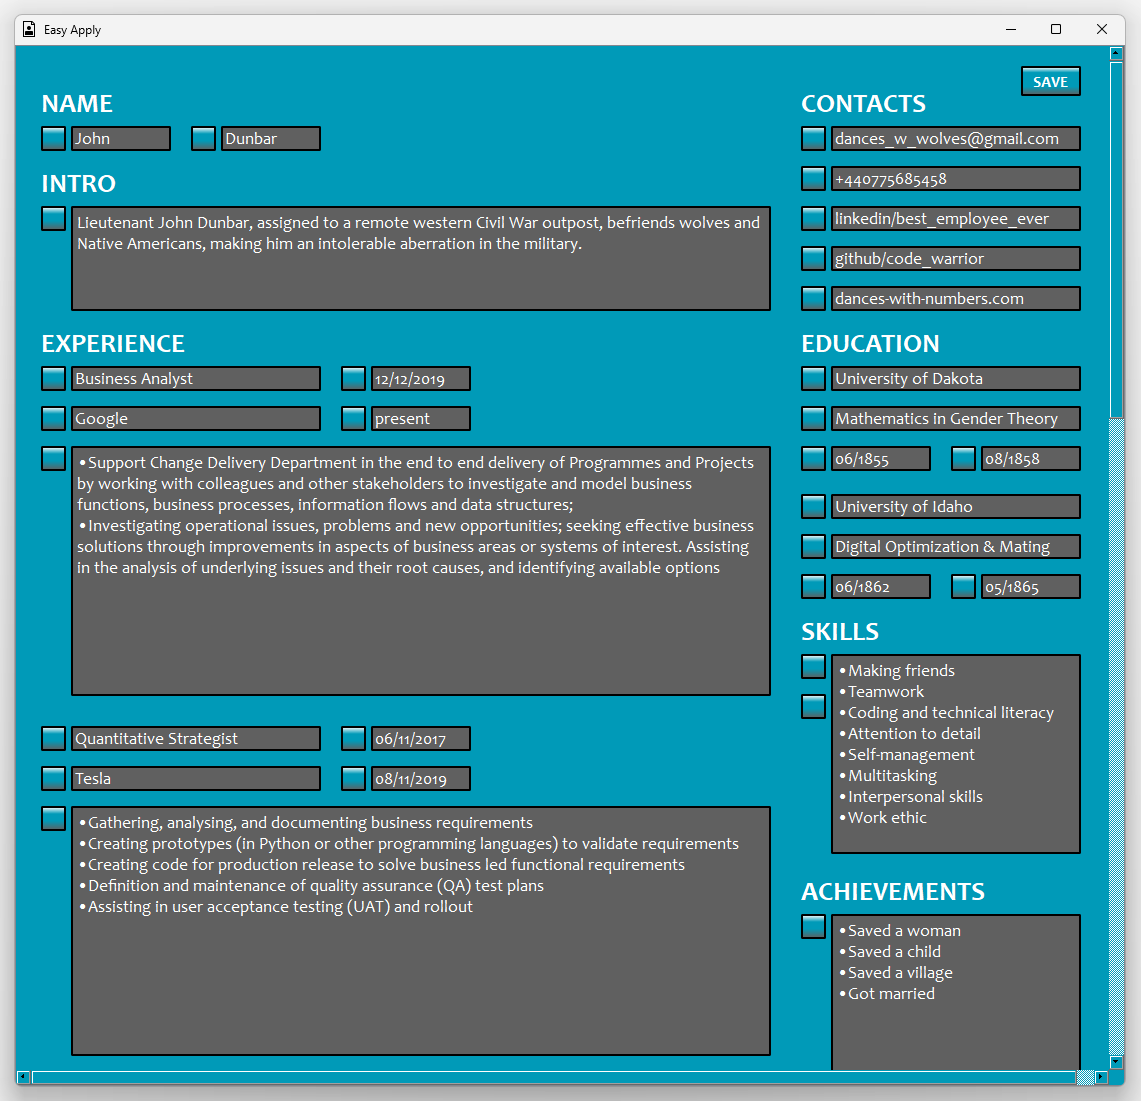 Easy Apply
SAVE
NAME
John
Dunbar
INTRO
Lieutenant John Dunbar, assigned to a remote western Civil War outpost, befriends wolves and
Native Americans, making him an intolerable aberration in the military.
EXPERIENCE
Business Analyst
12/12/2019
Google
present
•Support Change Delivery Department in the end to end delivery of Programmes and Projects
by working with colleagues and other stakeholders to investigate and model business
functions, business processes, information flows and data structures;
•Investigating operational issues, problems and new opportunities; seeking effective business
solutions through improvements in aspects of business areas or systems of interest. Assisting
in the analysis of underlying issues and their root causes, and identifying available options
Quantitative Strategist
06/11/2017
Tesla
08/11/2019
•Gathering, analysing, and documenting business requirements
•Creating prototypes (in Python or other programming languages) to validate requirements
•Creating code for production release to solve business led functional requirements
•Definition and maintenance of quality assurance (QA) test plans
•Assisting in user acceptance testing (UAT) and rollout
CONTACTS
dances_w_wolves@gmail.com
+440775685458
linkedin/best_employee_ever
github/code_warrior
dances-with-numbers.com
EDUCATION
University of Dakota
Mathematics in Gender Theory
06/1855
08/1858
University of Idaho
Digital Optimization & Mating
06/1862
05/1865
SKILLS
•Making friends
•Teamwork
•Coding and technical literacy
•Attention to detail
•Self-management
•Multitasking
•Interpersonal skills
•Work ethic
ACHIEVEMENTS
•Saved a woman
•Saved a child
•Saved a village
•Got married